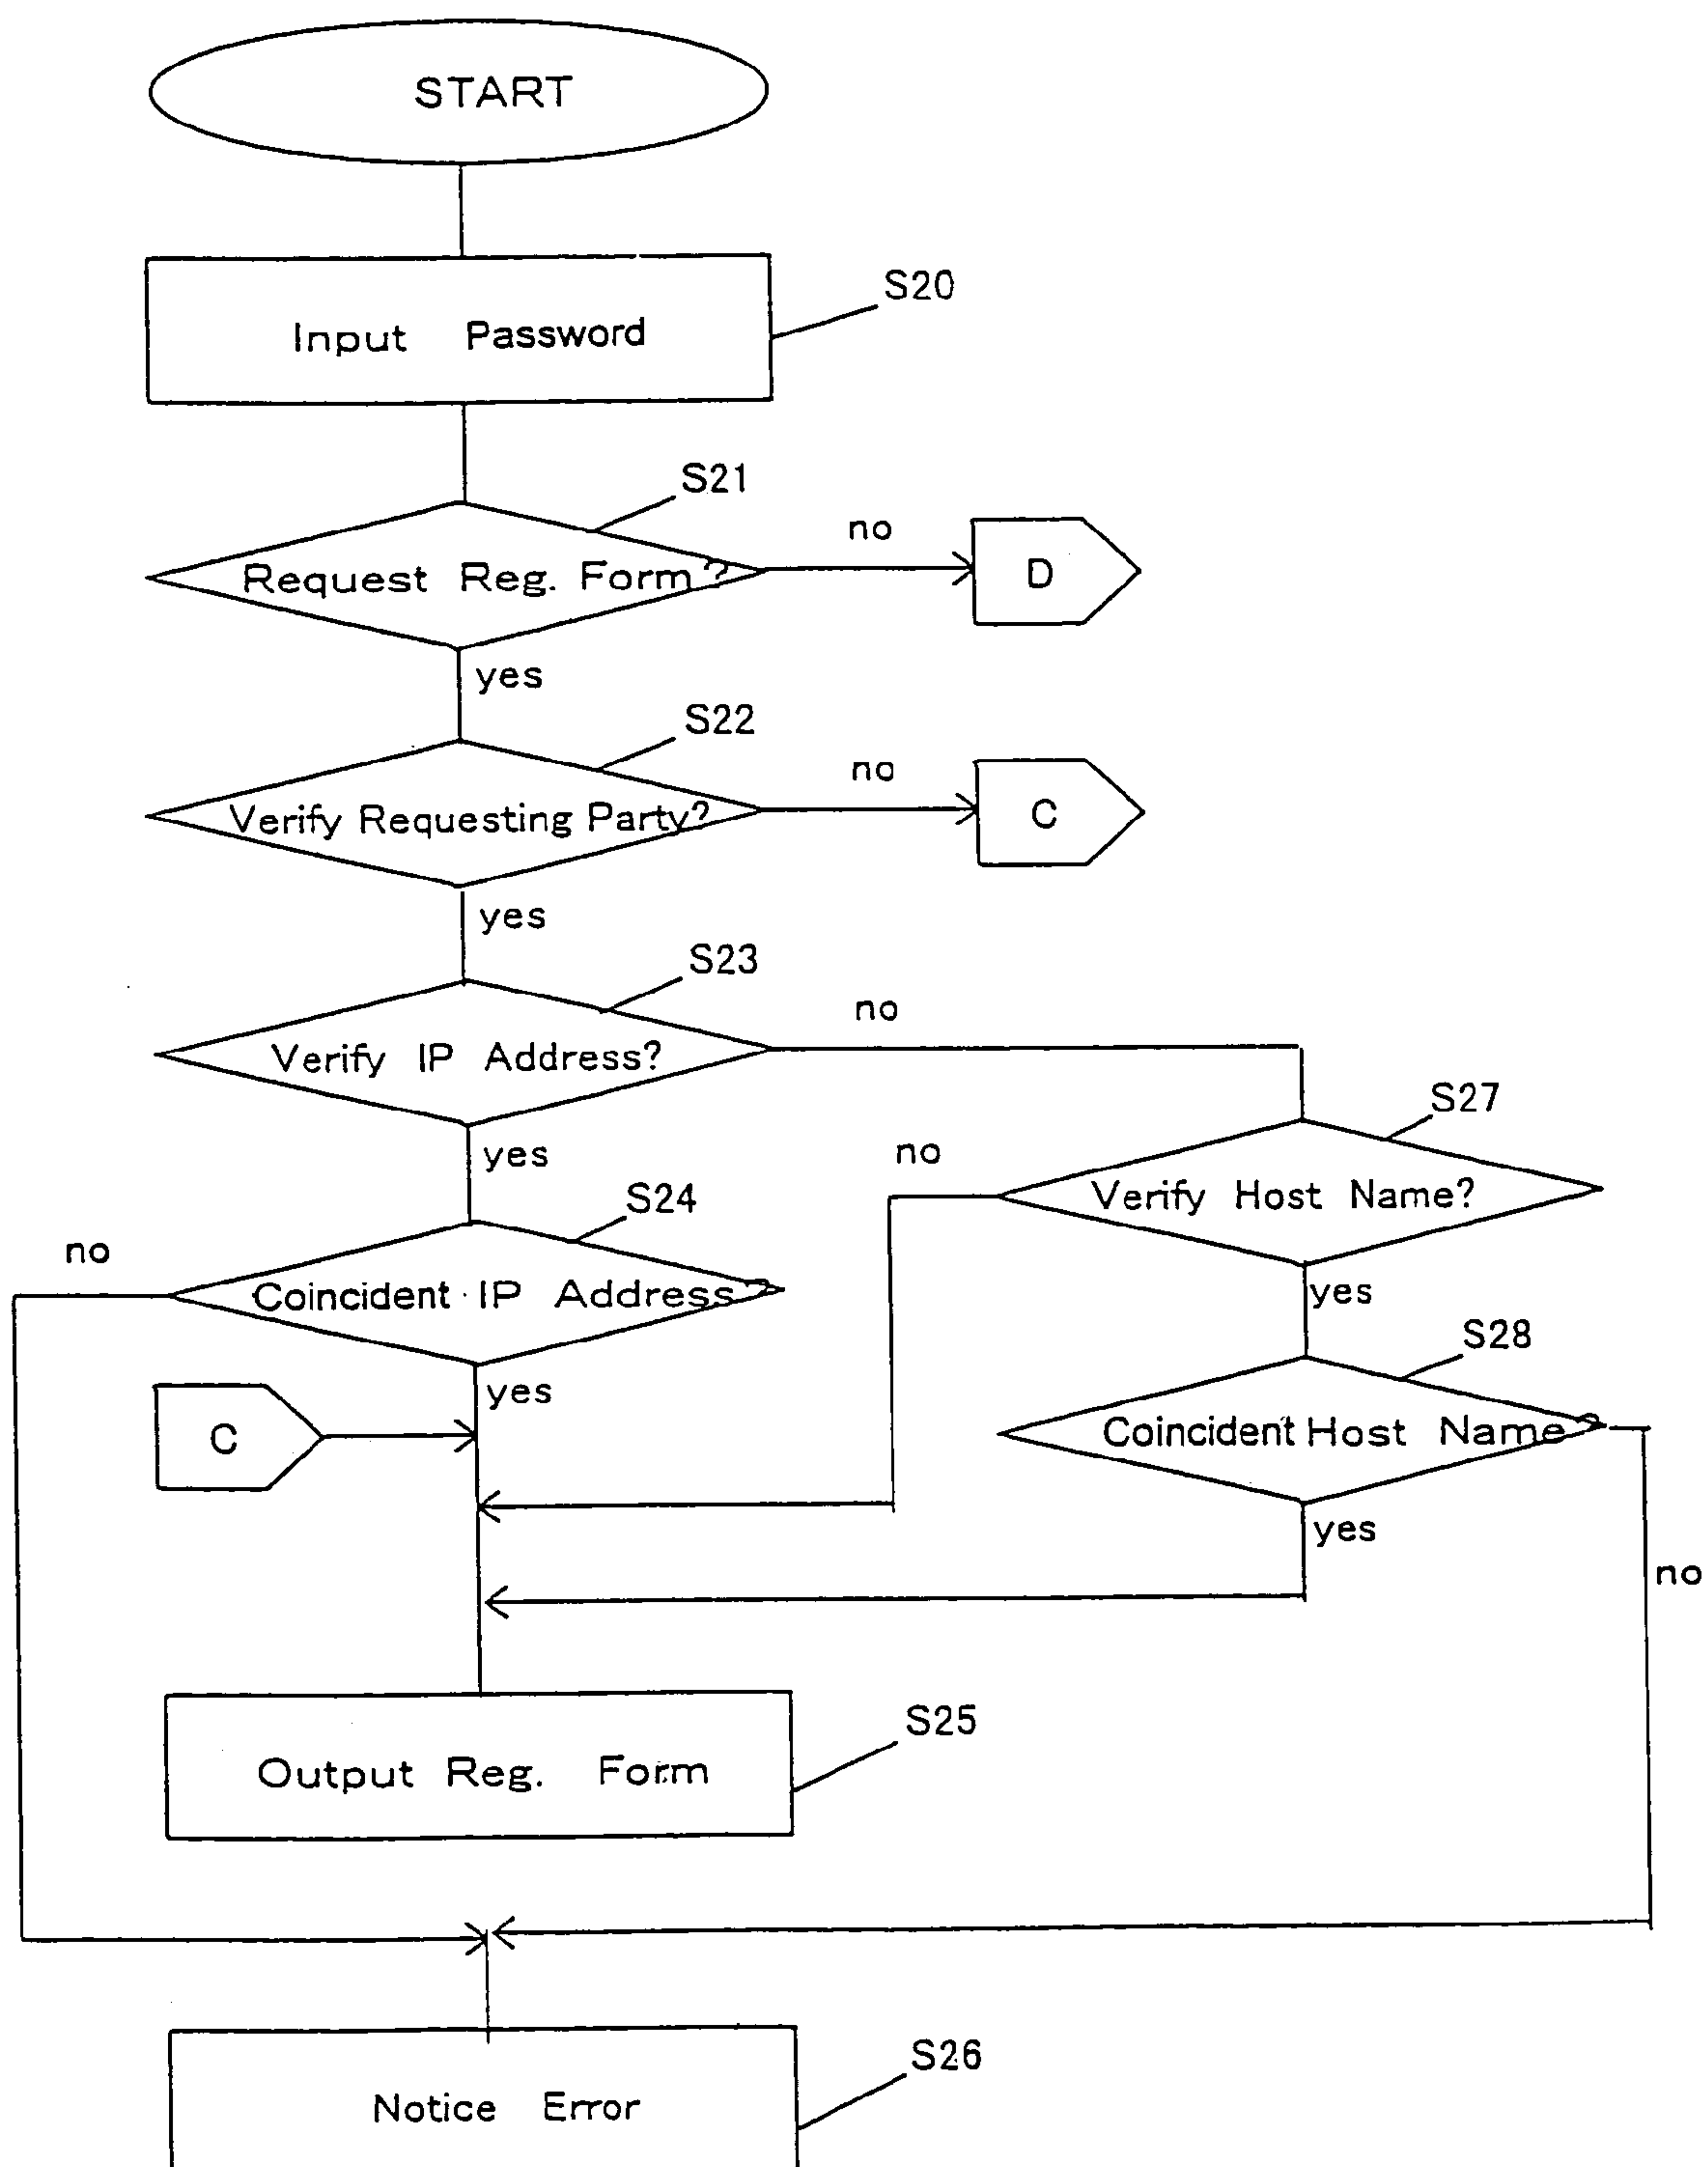 START
Input Password
S20
S21
Request Reg. Form?
no
D
yes
S22
Verify Requesting Party?
no
C
yes
S23
Verify IP Address?
no
yes
S27
Verify Host Name?
no
yes
S24
Coincident IP Address?
no
yes
S28
Coincident Host Name?
yes
no
C
Output Reg. Form
S25
Notice Error
S26